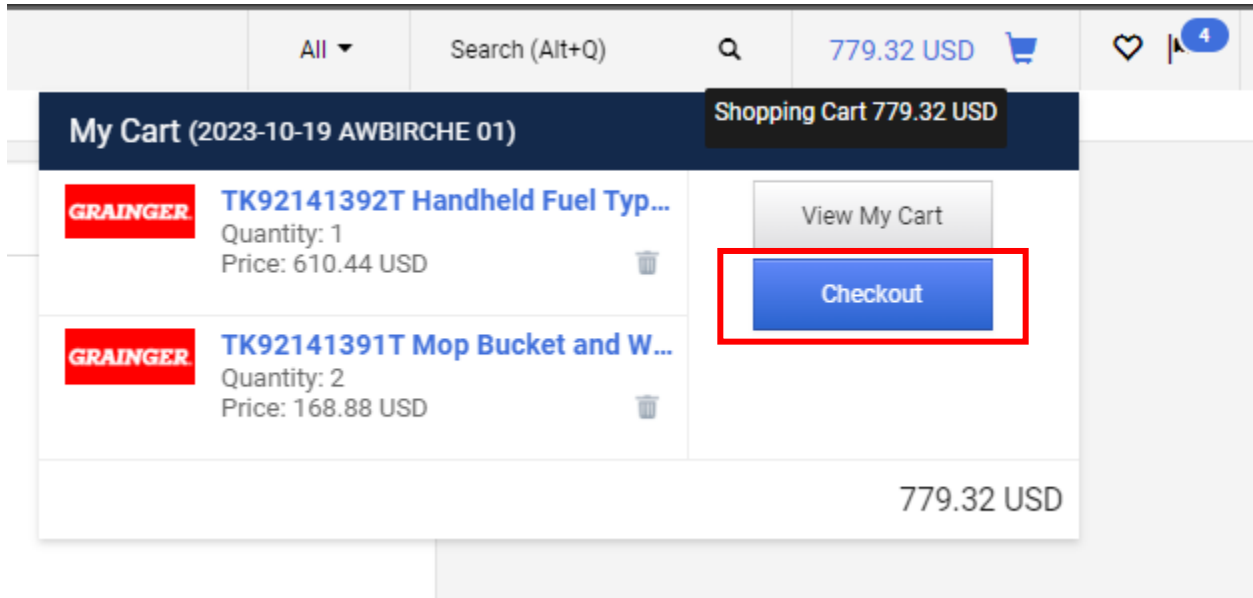 All
Search (Alt+Q)
779.32 USD
4
Shopping Cart 779.32 USD
My Cart (2023-10-19 AWBIRCHE 01)
GRAINGER
TK92141392T Handheld Fuel Typ...
Quantity: 1
Price: 610.44 USD
View My Cart
Checkout
GRAINGER
TK92141391T Mop Bucket and W...
Quantity: 2
Price: 168.88 USD
779.32 USD